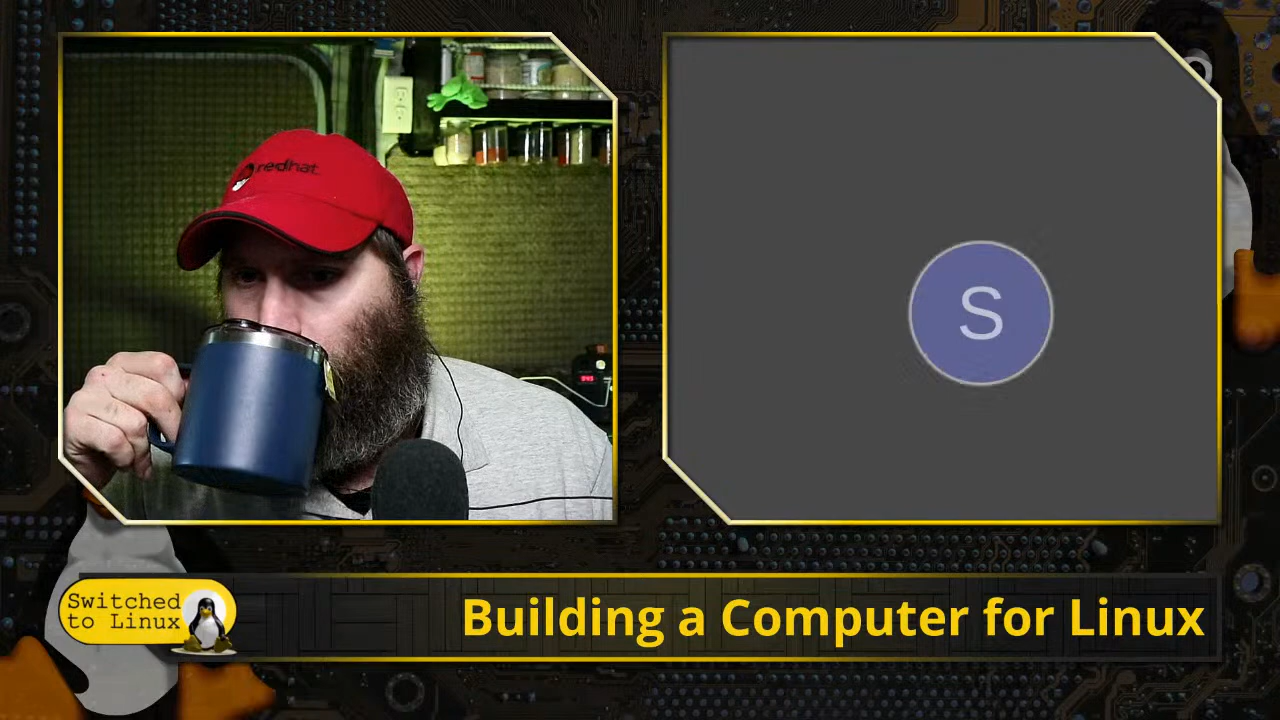 redhat.
S
Switched
to Linux
Building a Computer for Linux